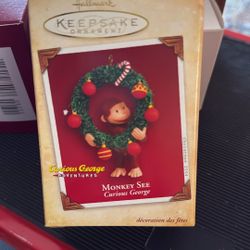 Hallmark
KEEPSAKE
ORNAMENT
Curious George
ADVENTURES
MONKEY SEE
Curious George
décoration des fêtes